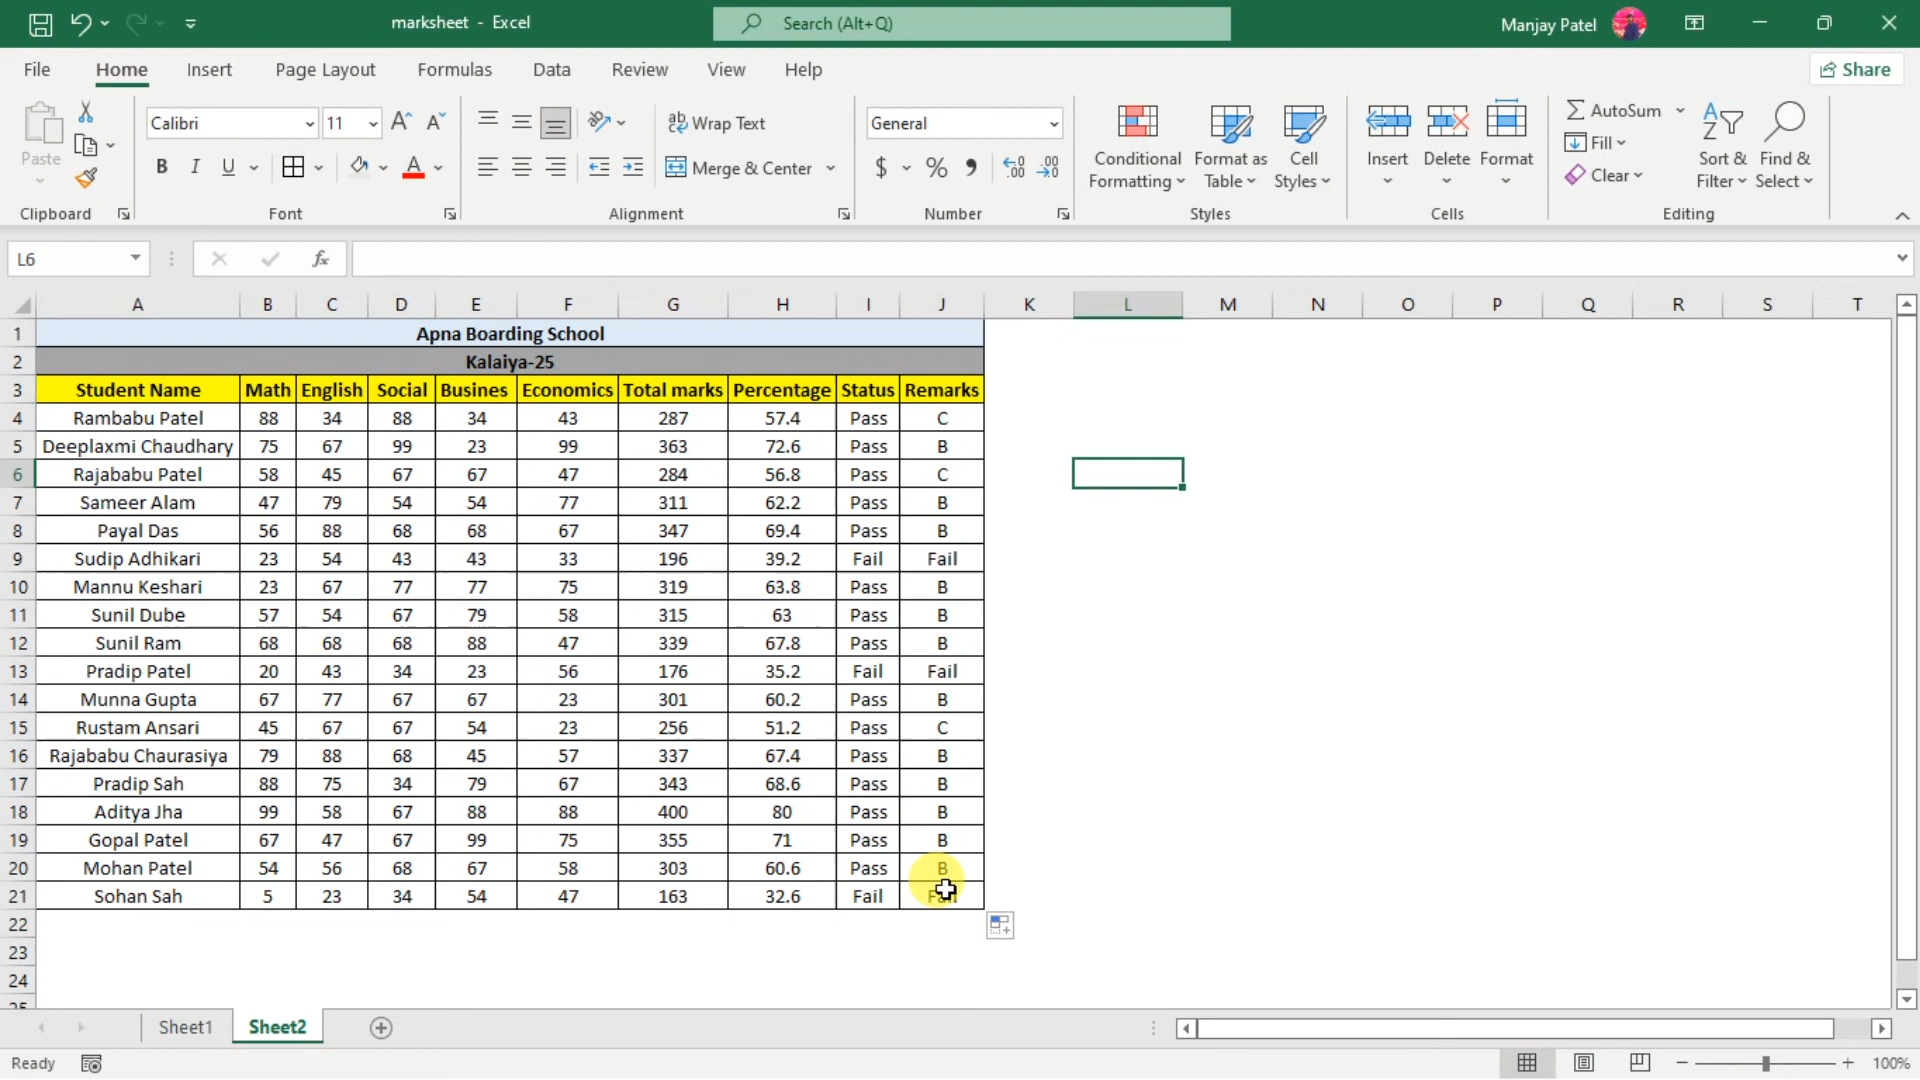 marksheet - Excel
Search (Alt+Q)
Manjay Patel
File Home Insert Page Layout Formulas Data Review View Help
Share
Paste
Calibri 11
B I U
Wrap Text
Merge & Center
General
$ % ,
Conditional Formatting
Format as Table
Cell Styles
Insert Delete Format
AutoSum
Fill
Clear
Sort & Filter
Find & Select
Clipboard Font Alignment Number Styles Cells Editing
L6
fx
A B C D E F G H I J K L M N O P Q R S T
1 Apna Boarding School
2 Kalaiya-25
3 Student Name Math English Social Busines Economics Total marks Percentage Status Remarks
4 Rambabu Patel 88 34 88 34 43 287 57.4 Pass C
5 Deeplaxmi Chaudhary 75 67 99 23 99 363 72.6 Pass B
6 Rajababu Patel 58 45 67 67 47 284 56.8 Pass C
7 Sameer Alam 47 79 54 54 77 311 62.2 Pass B
8 Payal Das 56 88 68 68 67 347 69.4 Pass B
9 Sudip Adhikari 23 54 43 43 33 196 39.2 Fail Fail
10 Mannu Keshari 23 67 77 77 75 319 63.8 Pass B
11 Sunil Dube 57 54 67 79 58 315 63 Pass B
12 Sunil Ram 68 68 68 88 47 339 67.8 Pass B
13 Pradip Patel 20 43 34 23 56 176 35.2 Fail Fail
14 Munna Gupta 67 77 67 67 23 301 60.2 Pass B
15 Rustam Ansari 45 67 67 54 23 256 51.2 Pass C
16 Rajababu Chaurasiya 79 88 68 45 57 337 67.4 Pass B
17 Pradip Sah 88 75 34 79 67 343 68.6 Pass B
18 Aditya Jha 99 58 67 88 88 400 80 Pass B
19 Gopal Patel 67 47 67 99 75 355 71 Pass B
20 Mohan Patel 54 56 68 67 58 303 60.6 Pass B
21 Sohan Sah 5 23 34 54 47 163 32.6 Fail Fail
22
23
24
25
Sheet1 Sheet2
Ready
100%